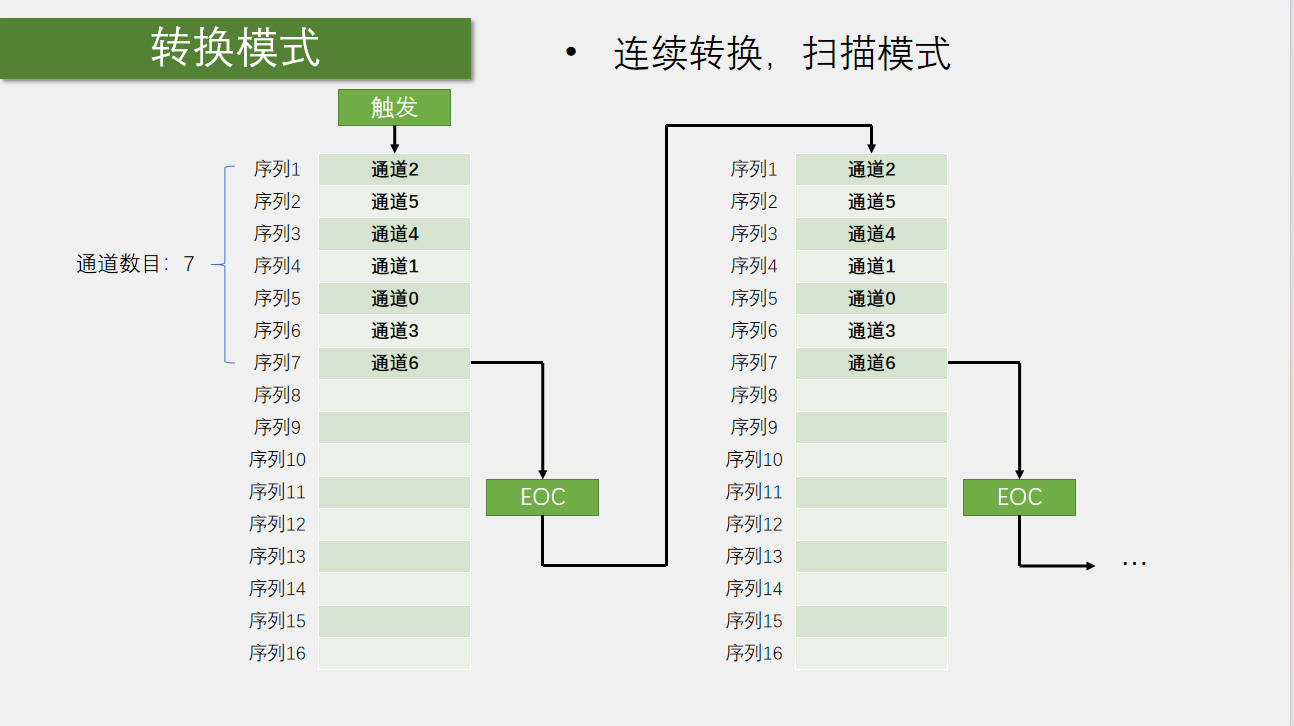 转换模式
• 连续转换，扫描模式
触发
通道数目：7
序列1 通道2
序列2 通道5
序列3 通道4
序列4 通道1
序列5 通道0
序列6 通道3
序列7 通道6
序列8
序列9
序列10
序列11
序列12
序列13
序列14
序列15
序列16
EOC
序列1 通道2
序列2 通道5
序列3 通道4
序列4 通道1
序列5 通道0
序列6 通道3
序列7 通道6
序列8
序列9
序列10
序列11
序列12
序列13
序列14
序列15
序列16
EOC
…